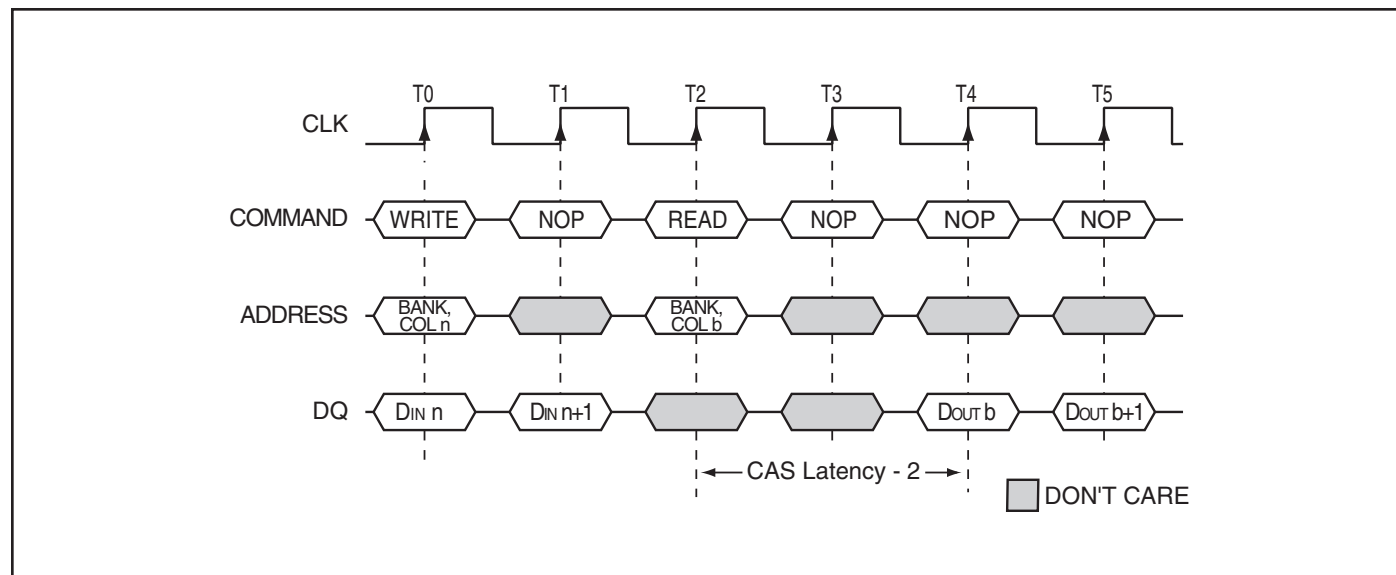 T0 T1 T2 T3 T4 T5
CLK
COMMAND WRITE NOP READ NOP NOP NOP
ADDRESS BANK, COL n BANK, COL b
DQ DIN n DIN n+1 DOUT b DOUT b+1
CAS Latency - 2
DON'T CARE